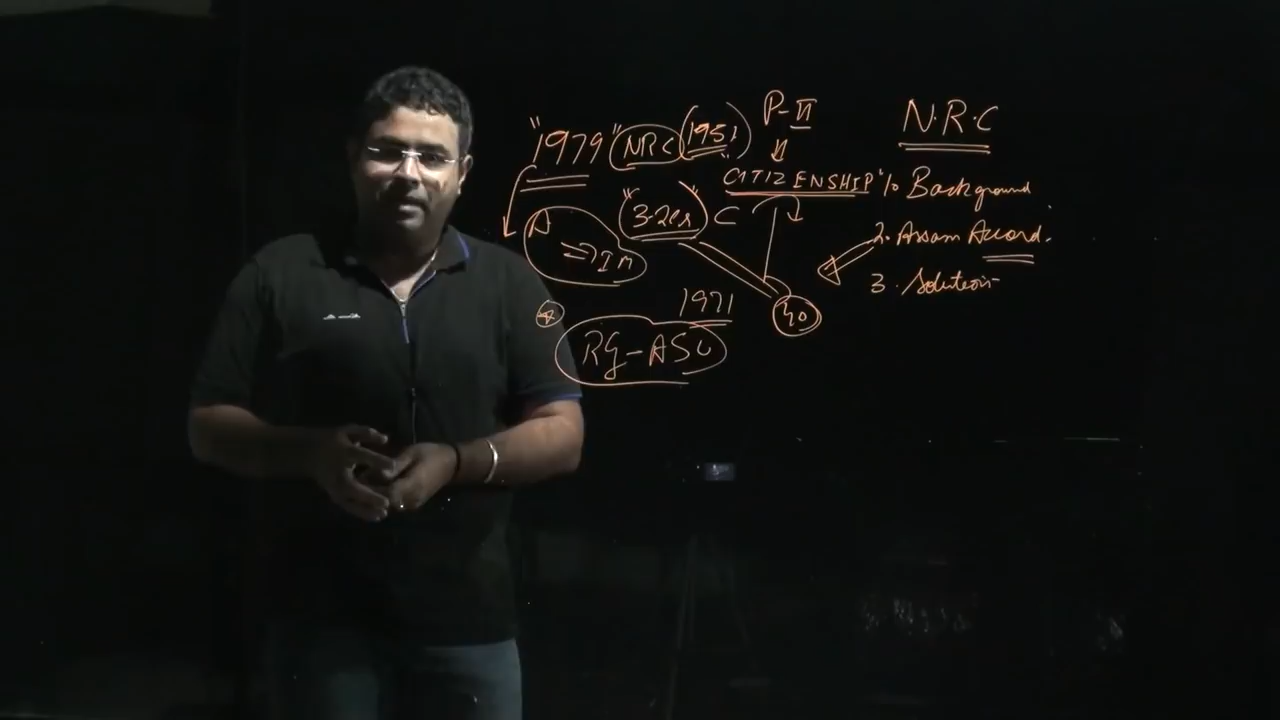 N.R.C
1. Background
2. Assam Accord.
3. Solution
P-II
CITIZENSHIP
"1979" NRC (1951)
"3.2cr" C
A
⇒ IM
40
1971
RG-ASU